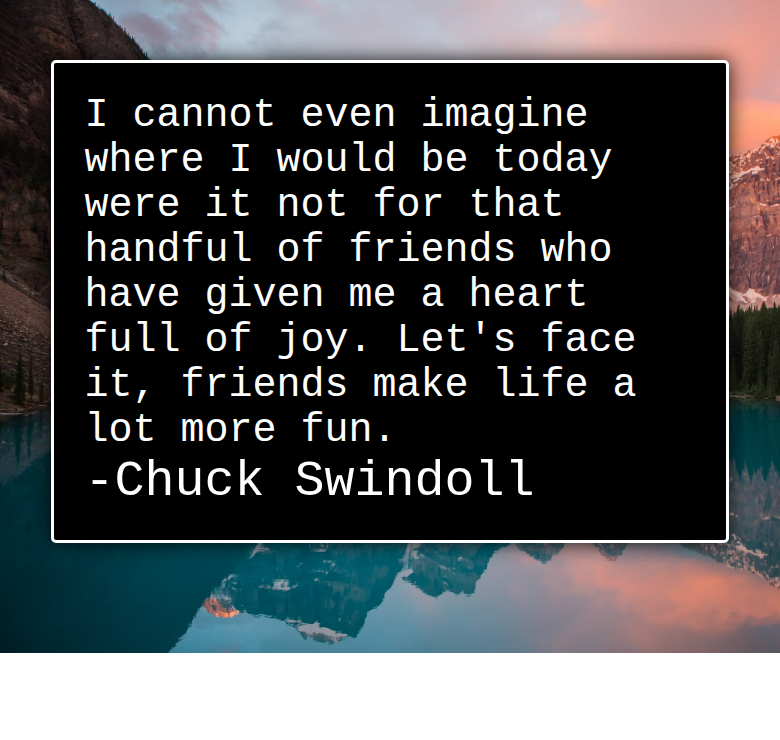 I cannot even imagine
where I would be today
were it not for that
handful of friends who
have given me a heart
full of joy. Let's face
it, friends make life a
lot more fun.
-Chuck Swindoll